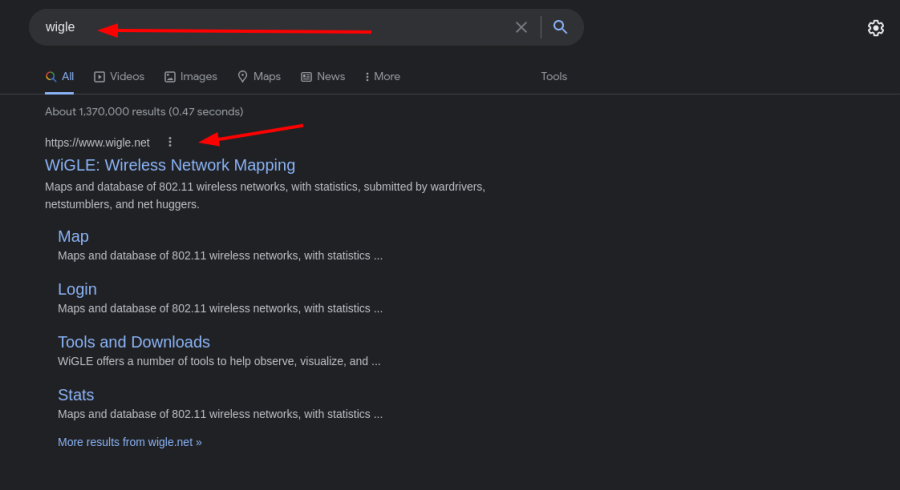 wigle
All Videos Images Maps News More Tools
About 1,370,000 results (0.47 seconds)
https://www.wigle.net
WiGLE: Wireless Network Mapping
Maps and database of 802.11 wireless networks, with statistics, submitted by wardrivers,
netstumblers, and net huggers.
Map
Maps and database of 802.11 wireless networks, with statistics ...
Login
Maps and database of 802.11 wireless networks, with statistics ...
Tools and Downloads
WiGLE offers a number of tools to help observe, visualize, and ...
Stats
Maps and database of 802.11 wireless networks, with statistics ...
More results from wigle.net »